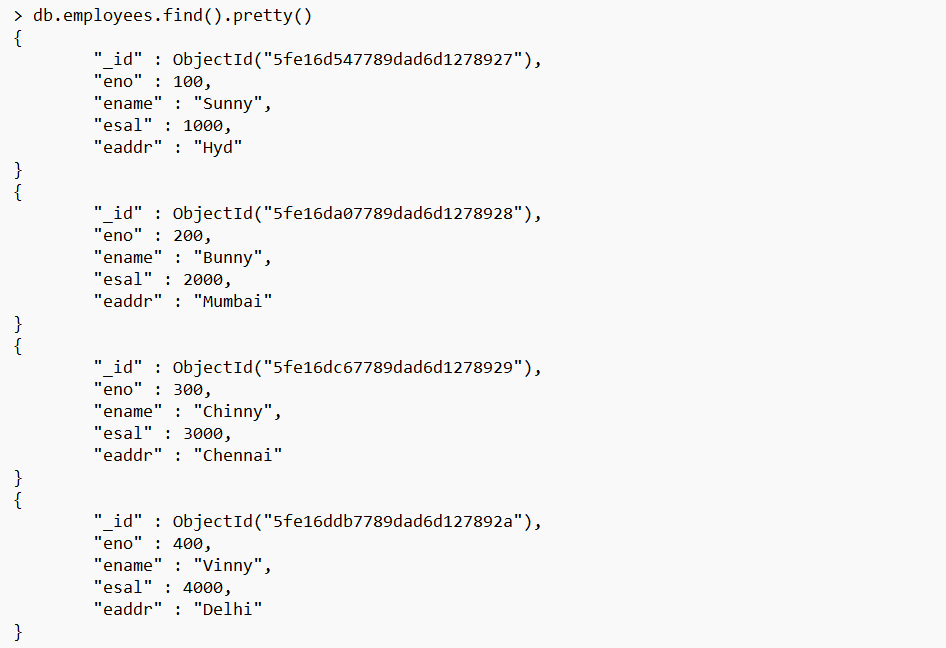 > db.employees.find().pretty()
{
"_id" : ObjectId("5fe16d547789dad6d1278927"),
"eno" : 100,
"ename" : "Sunny",
"esal" : 1000,
"eaddr" : "Hyd"
}
{
"_id" : ObjectId("5fe16da07789dad6d1278928"),
"eno" : 200,
"ename" : "Bunny",
"esal" : 2000,
"eaddr" : "Mumbai"
}
{
"_id" : ObjectId("5fe16dc67789dad6d1278929"),
"eno" : 300,
"ename" : "Chinny",
"esal" : 3000,
"eaddr" : "Chennai"
}
{
"_id" : ObjectId("5fe16ddb7789dad6d127892a"),
"eno" : 400,
"ename" : "Vinny",
"esal" : 4000,
"eaddr" : "Delhi"
}